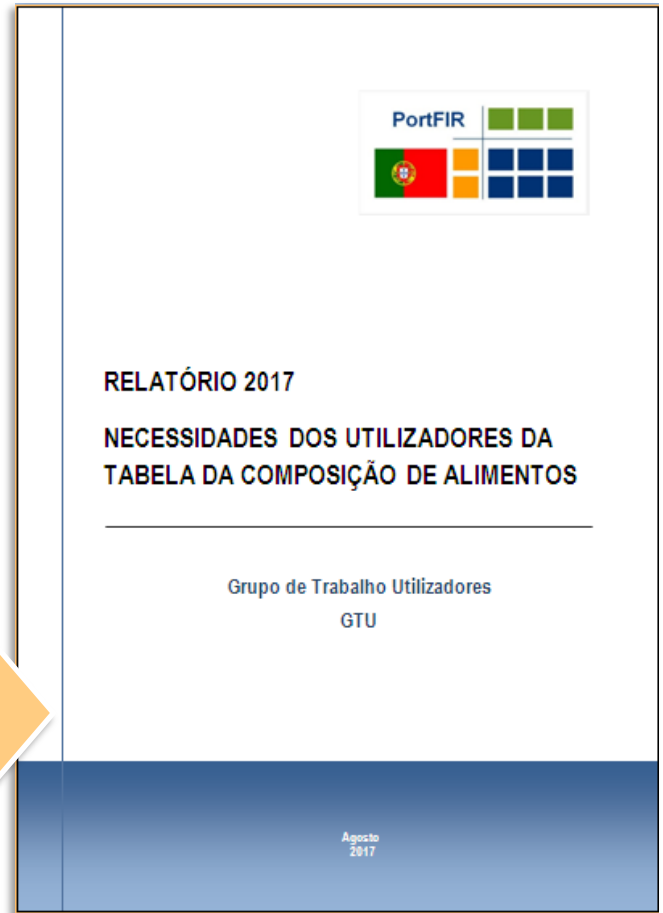 PortFIR
RELATÓRIO 2017
NECESSIDADES DOS UTILIZADORES DA
TABELA DA COMPOSIÇÃO DE ALIMENTOS
Grupo de Trabalho Utilizadores
GTU
Agosto
2017